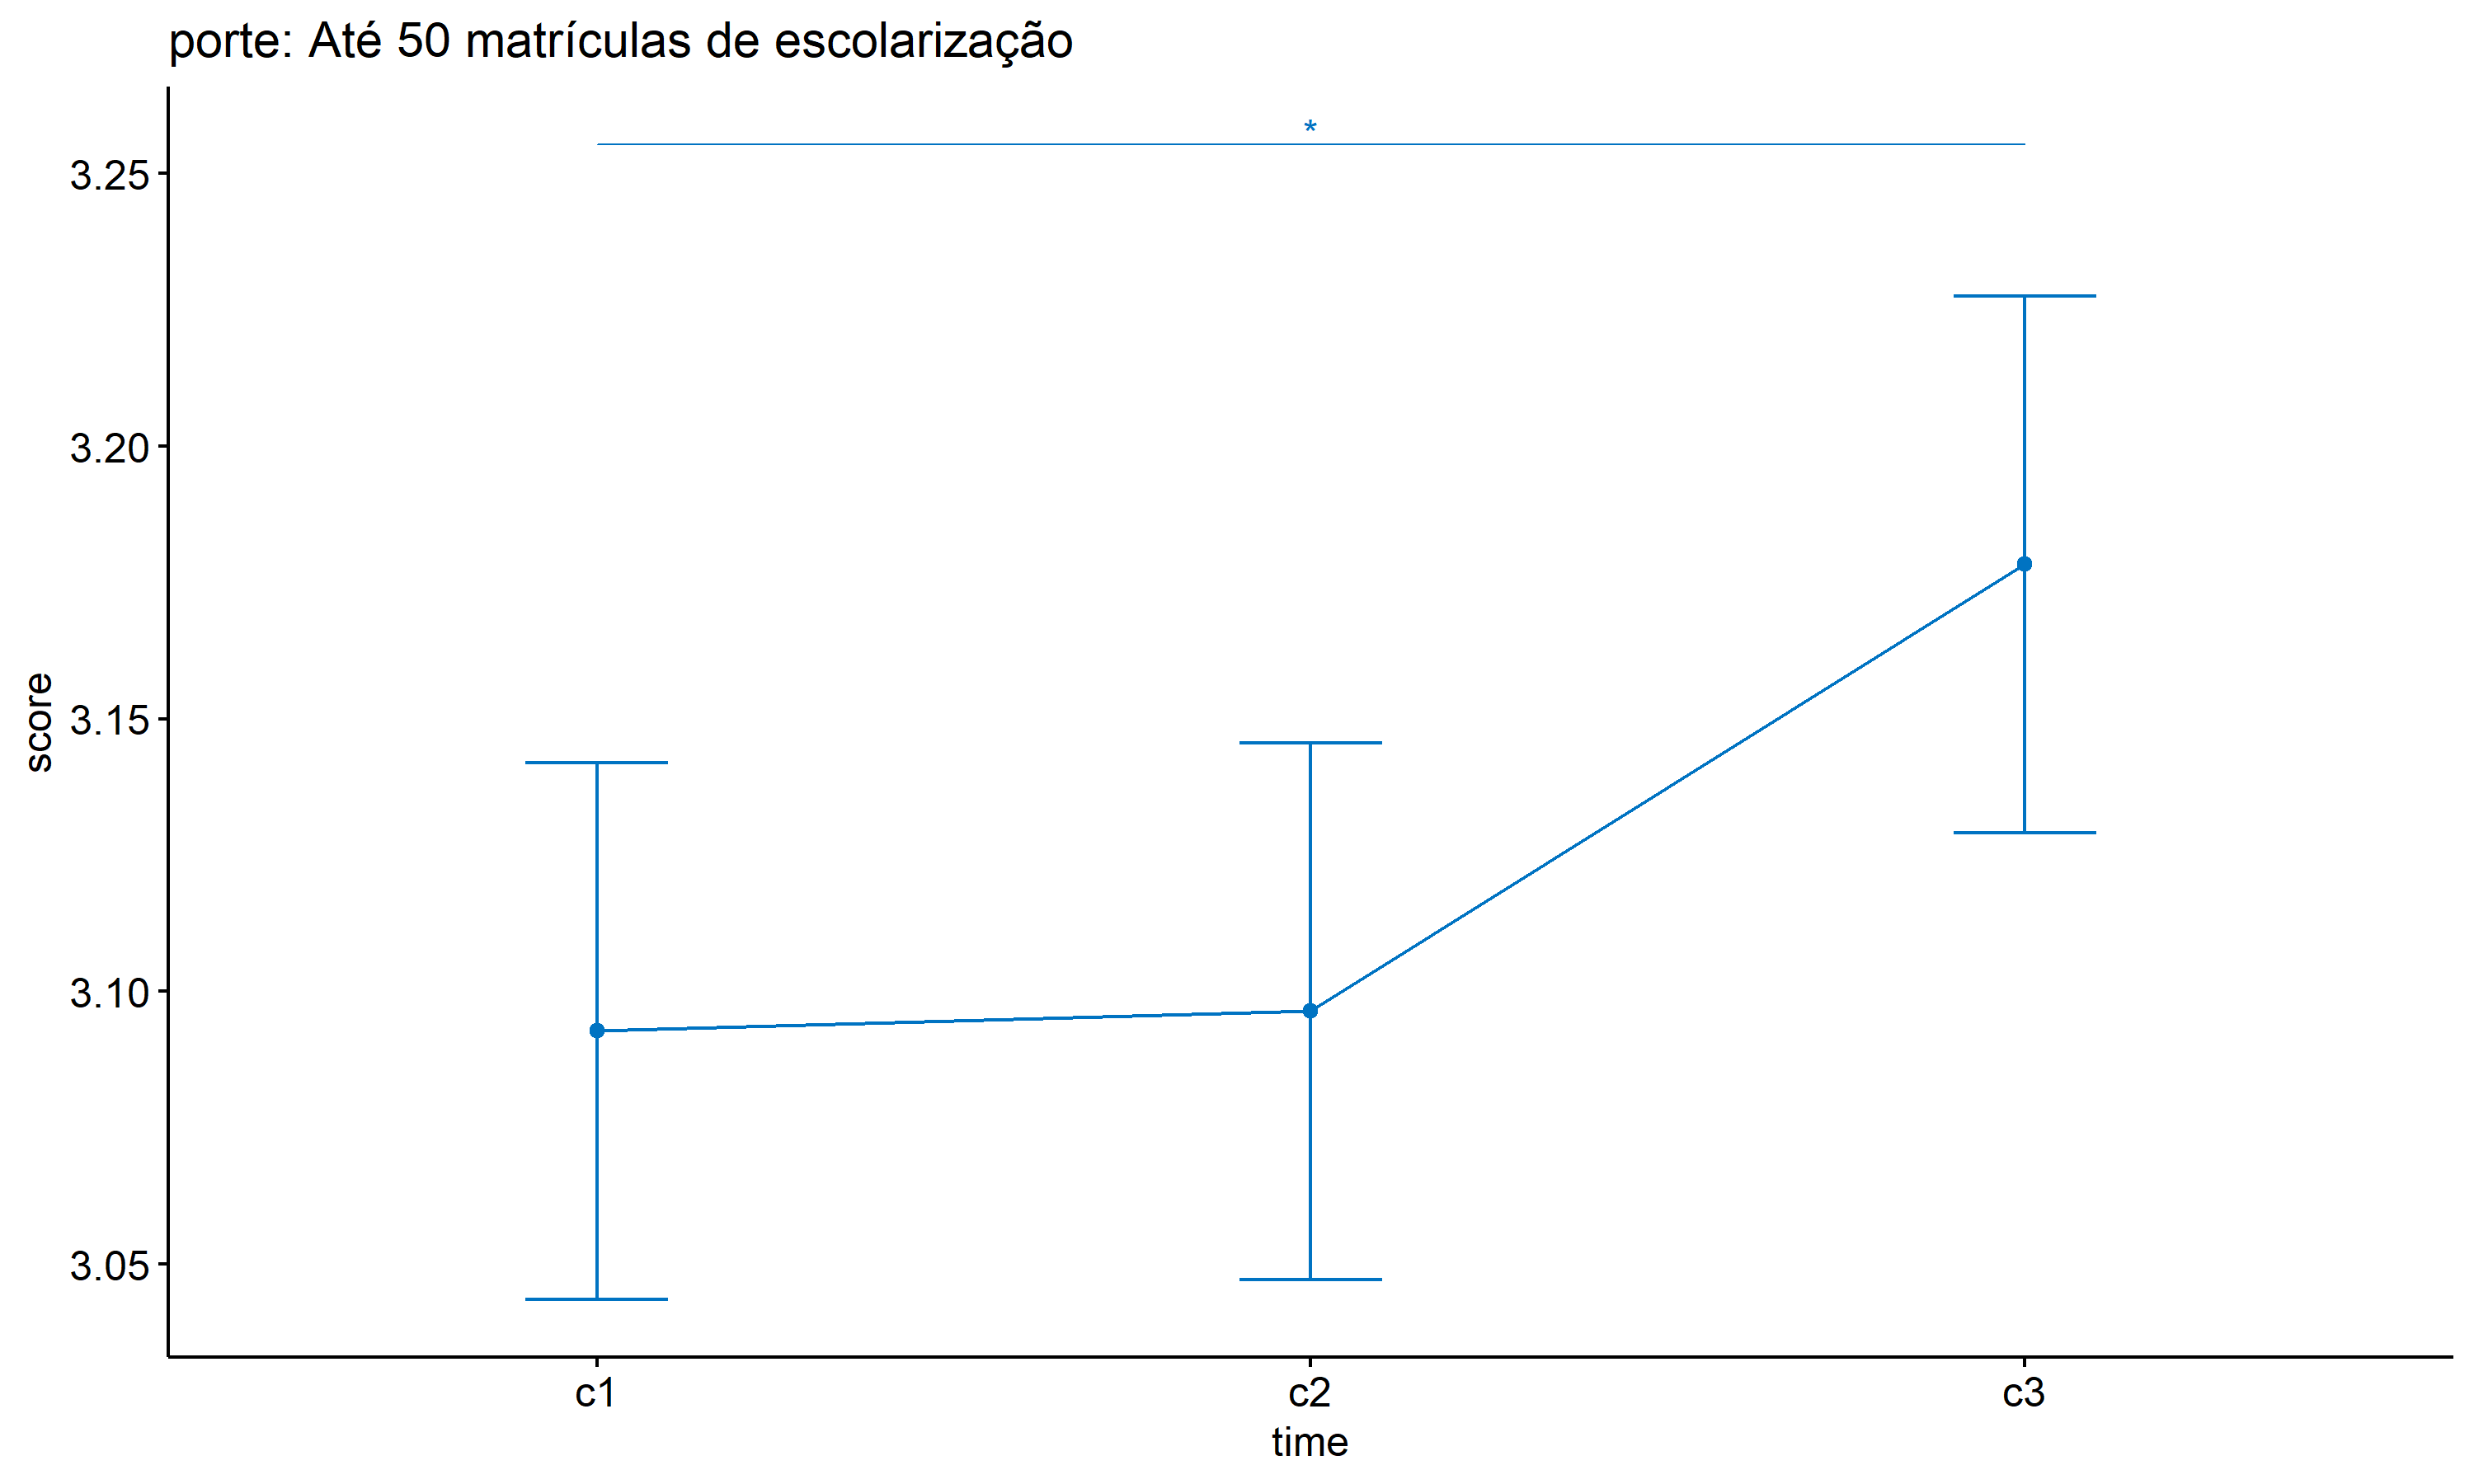 porte: Até 50 matrículas de escolarização
*
3.25
3.20
3.15
3.10
3.05
score
c1 c2 c3
time